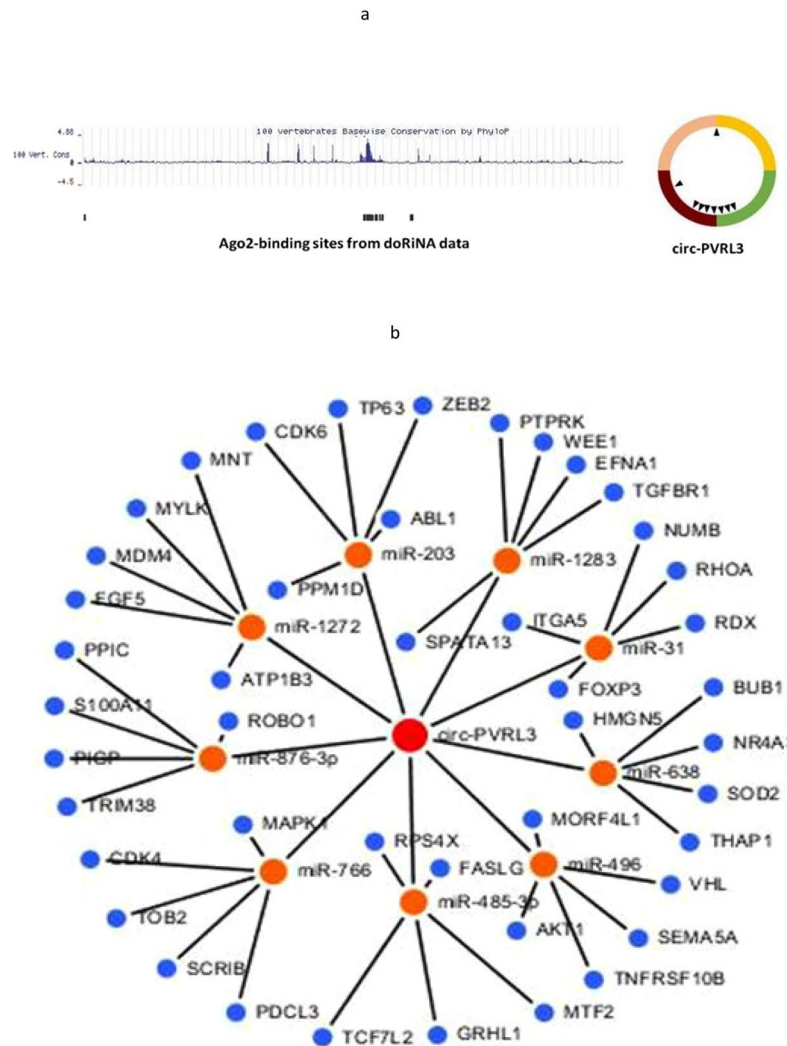 a
4.88
100 vertebrates Basewise Conservation by PhyloP
100 Vert. Cons
0
-4.5
Ago2-binding sites from doRiNA data
circ-PVRL3
b
TP63
ZEB2
CDK6
PTPRK
WEE1
MNT
EFNA1
TGFBR1
MYLK
ABL1
NUMB
MDM4
miR-203
miR-1283
RHOA
PPM1D
FGF5
miR-1272
ITGA5
RDX
SPATA13
miR-31
PPIC
ATP1B3
FOXP3
BUB1
S100A11
ROBO1
HMGN5
circ-PVRL3
NR4A
PIGP
miR-876-3p
miR-638
SOD2
TRIM38
MAPK1
MORF4L1
RPS4X
THAP1
CDK4
miR-766
FASLG
miR-496
VHL
miR-485-3p
TOB2
AKT1
SEMA5A
SCRIB
TNFRSF10B
PDCL3
MTF2
TCF7L2
GRHL1